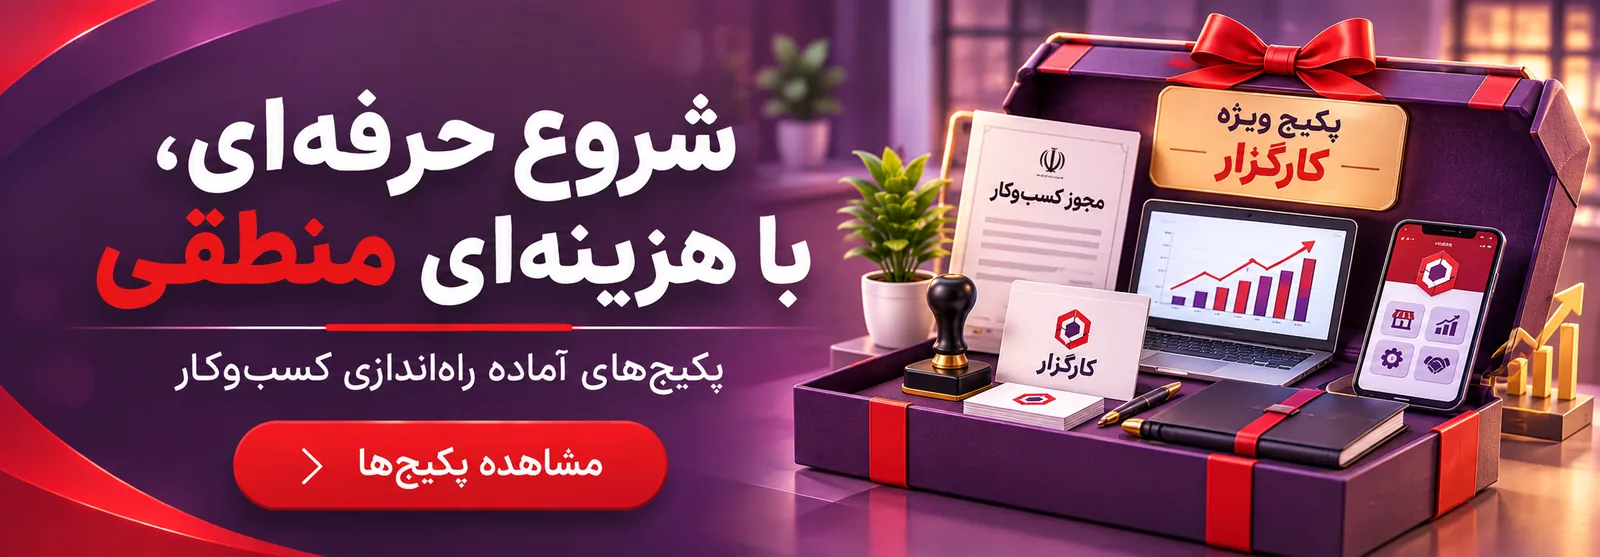 شروع حرفه‌ای،
با هزینه‌ای منطقی
پکیج‌های آماده راه‌اندازی کسب‌وکار
مشاهده پکیج‌ها
پکیج ویژه
کارگزار
مجوز کسب‌وکار
کارگزار